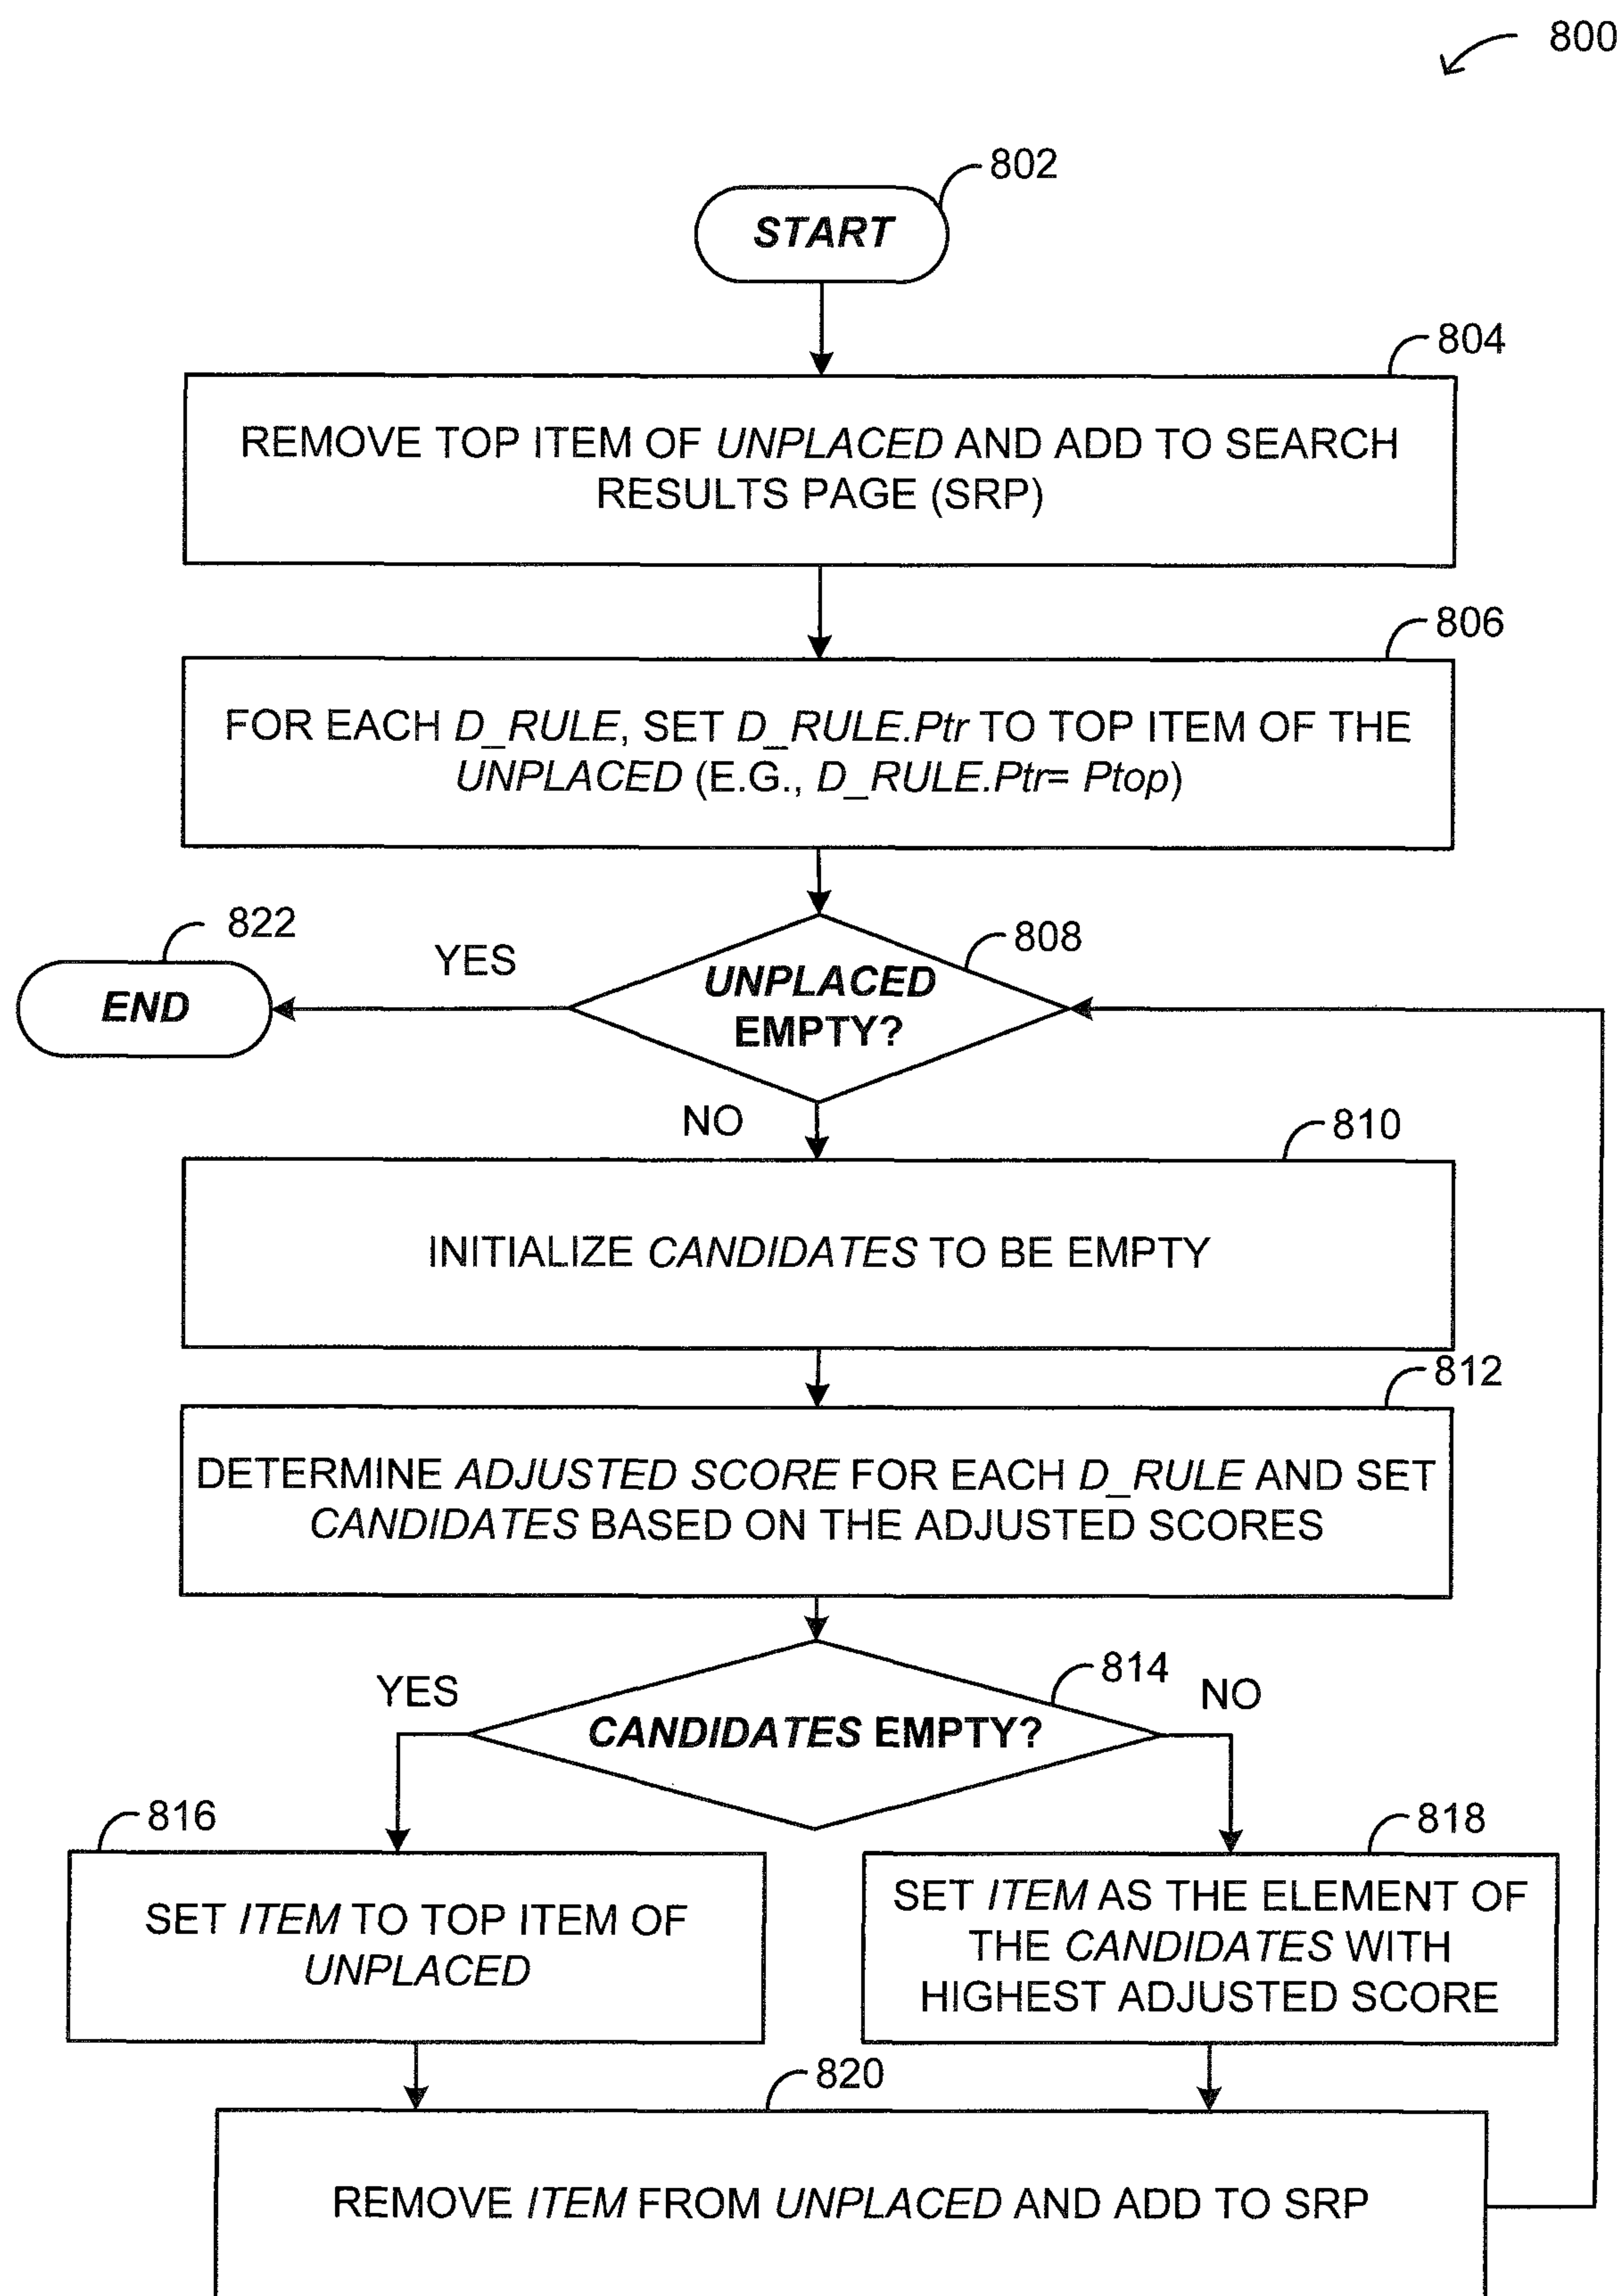 800
802
START
804
REMOVE TOP ITEM OF UNPLACED AND ADD TO SEARCH
RESULTS PAGE (SRP)
806
FOR EACH D_RULE, SET D_RULE.Ptr TO TOP ITEM OF THE
UNPLACED (E.G., D_RULE.Ptr= Ptop)
822
YES
808
END
UNPLACED
EMPTY?
NO
810
INITIALIZE CANDIDATES TO BE EMPTY
812
DETERMINE ADJUSTED SCORE FOR EACH D_RULE AND SET
CANDIDATES BASED ON THE ADJUSTED SCORES
YES
814
NO
CANDIDATES EMPTY?
816
818
SET ITEM TO TOP ITEM OF
UNPLACED
SET ITEM AS THE ELEMENT OF
THE CANDIDATES WITH
HIGHEST ADJUSTED SCORE
820
REMOVE ITEM FROM UNPLACED AND ADD TO SRP